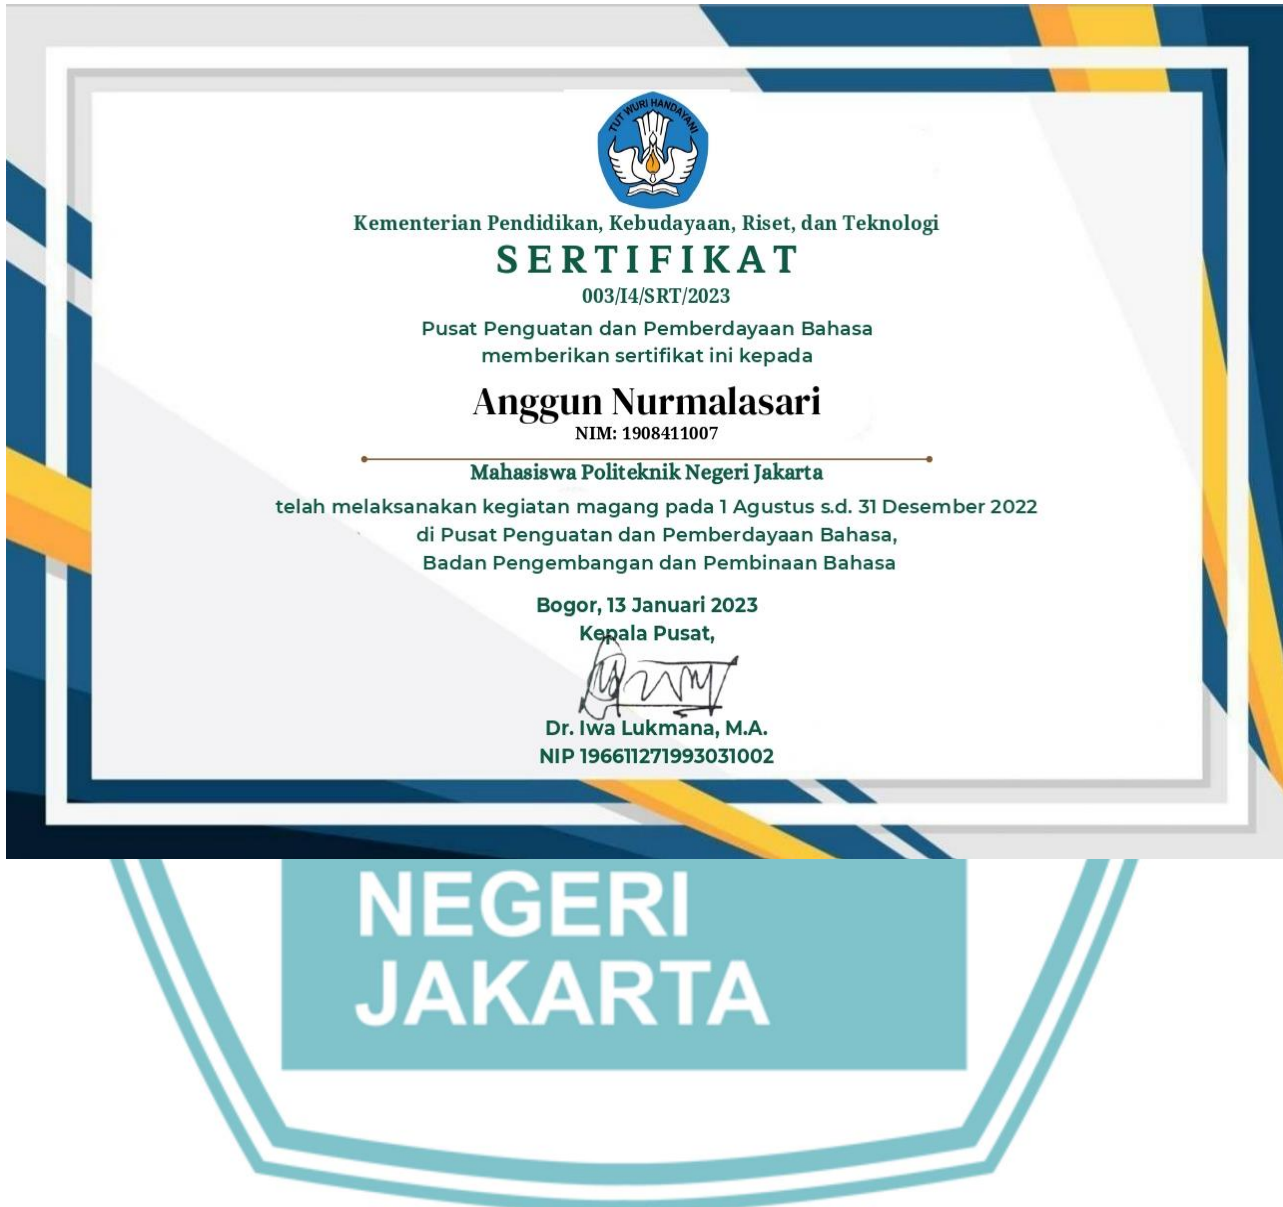 TUT WURI HANDAYANI
Kementerian Pendidikan, Kebudayaan, Riset, dan Teknologi
SERTIFIKAT
003/I4/SRT/2023
Pusat Penguatan dan Pemberdayaan Bahasa
memberikan sertifikat ini kepada
Anggun Nurmalasari
NIM: 1908411007
Mahasiswa Politeknik Negeri Jakarta
telah melaksanakan kegiatan magang pada 1 Agustus s.d. 31 Desember 2022
di Pusat Penguatan dan Pemberdayaan Bahasa,
Badan Pengembangan dan Pembinaan Bahasa
Bogor, 13 Januari 2023
Kepala Pusat,
Dr. Iwa Lukmana, M.A.
NIP 196611271993031002
NEGERI
JAKARTA